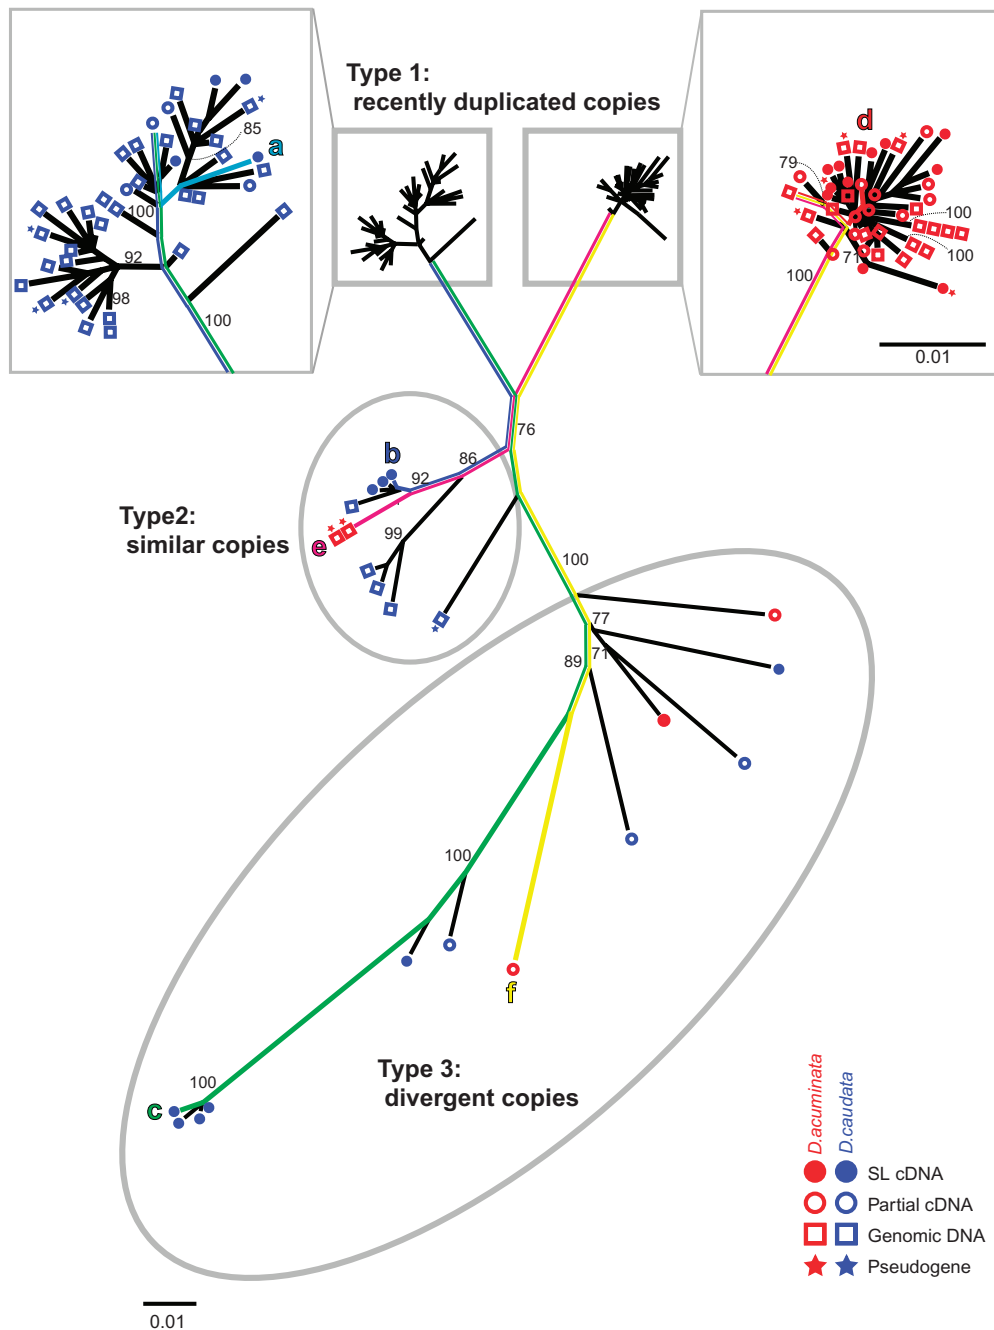 Type 1:
recently duplicated copies
85
a
100
92
98
100
d
79
100
100
71
100
0.01
76
b
92
86
Type2:
similar copies
e
99
100
77
71
89
100
f
100
c
Type 3:
divergent copies
D.acuminata
D.caudata
SL cDNA
Partial cDNA
Genomic DNA
Pseudogene
0.01